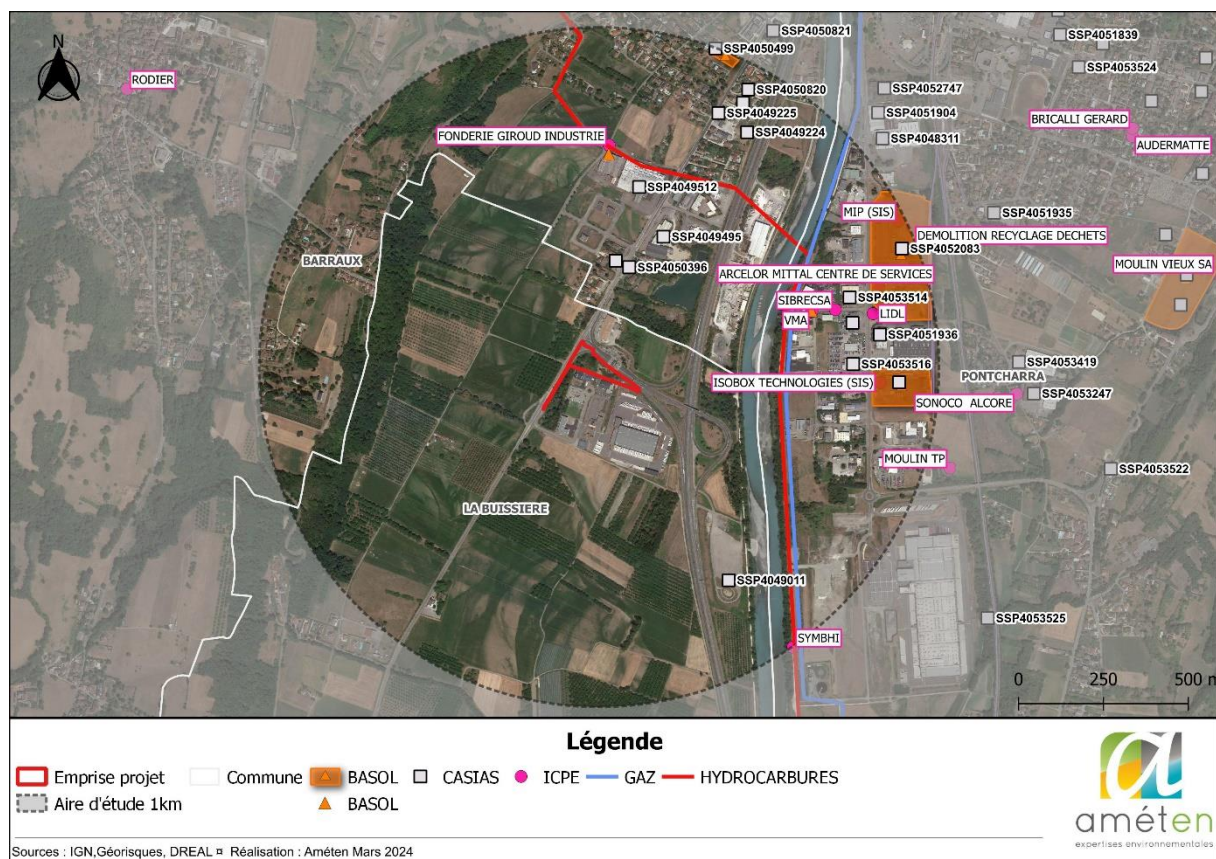 N
SSP4050821
SSP4051839
SSP4050499
SSP4053524
RODIER
SSP4050820
SSP4052747
SSP4049225
SSP4051904
BRICALLI GERARD
FONDERIE GIROUD INDUSTRIE
SSP4049224
SSP4048311
AUDERMATTE
SSP4049512
MIP (SIS)
SSP4051935
SSP4049495
DEMOLITION RECYCLAGE DECHETS
SSP4052083
BARRAUX
SSP4050396
ARCELOR MITTAL CENTRE DE SERVICES
MOULIN VIEUX SA
SIBRECSA
SSP4053514
VMA
LIDL
SSP4051936
SSP4053516
SSP4053419
PONTCHARRA
ISOBOX TECHNOLOGIES (SIS)
SSP4053247
SONOCO ALCORE
MOULIN TP
SSP4053522
LA BUISSIERE
SSP4049011
SSP4053525
SYMBHI
0 250 500 m
Légende
Emprise projet Commune BASOL CASIAS ICPE GAZ HYDROCARBURES
Aire d'étude 1km BASOL
améten
expertises environnementales
Sources : IGN,Géorisques, DREAL ¤ Réalisation : Améten Mars 2024